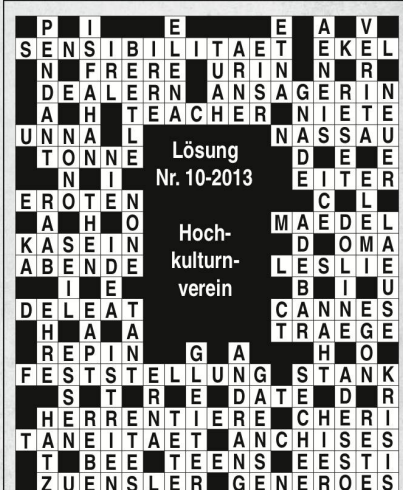 P I E E A V
SENSIBILITAET EKEL
N FRERE URIN N R
DEALERN ANSAGERIN
A H TEACHER NIETE
UNNA L NASSAU
TONNE D E E
N I EITER
EROTEN C L
A H O MAEDEL
KASEIN D OMA
ABENDE LESLIE
I E B I U
DELEAT CANNES
H A A TRAEGE
REPIN G A H O
FESTSTELLUNG STANK
S T R E DATE D R
HERRENTIERE CHERI
TANEITAET ANCHISES
T BEE TEENS EESTI
ZUENSLER GENEROES
Lösung
Nr. 10-2013
Hoch-
kulturn-
verein